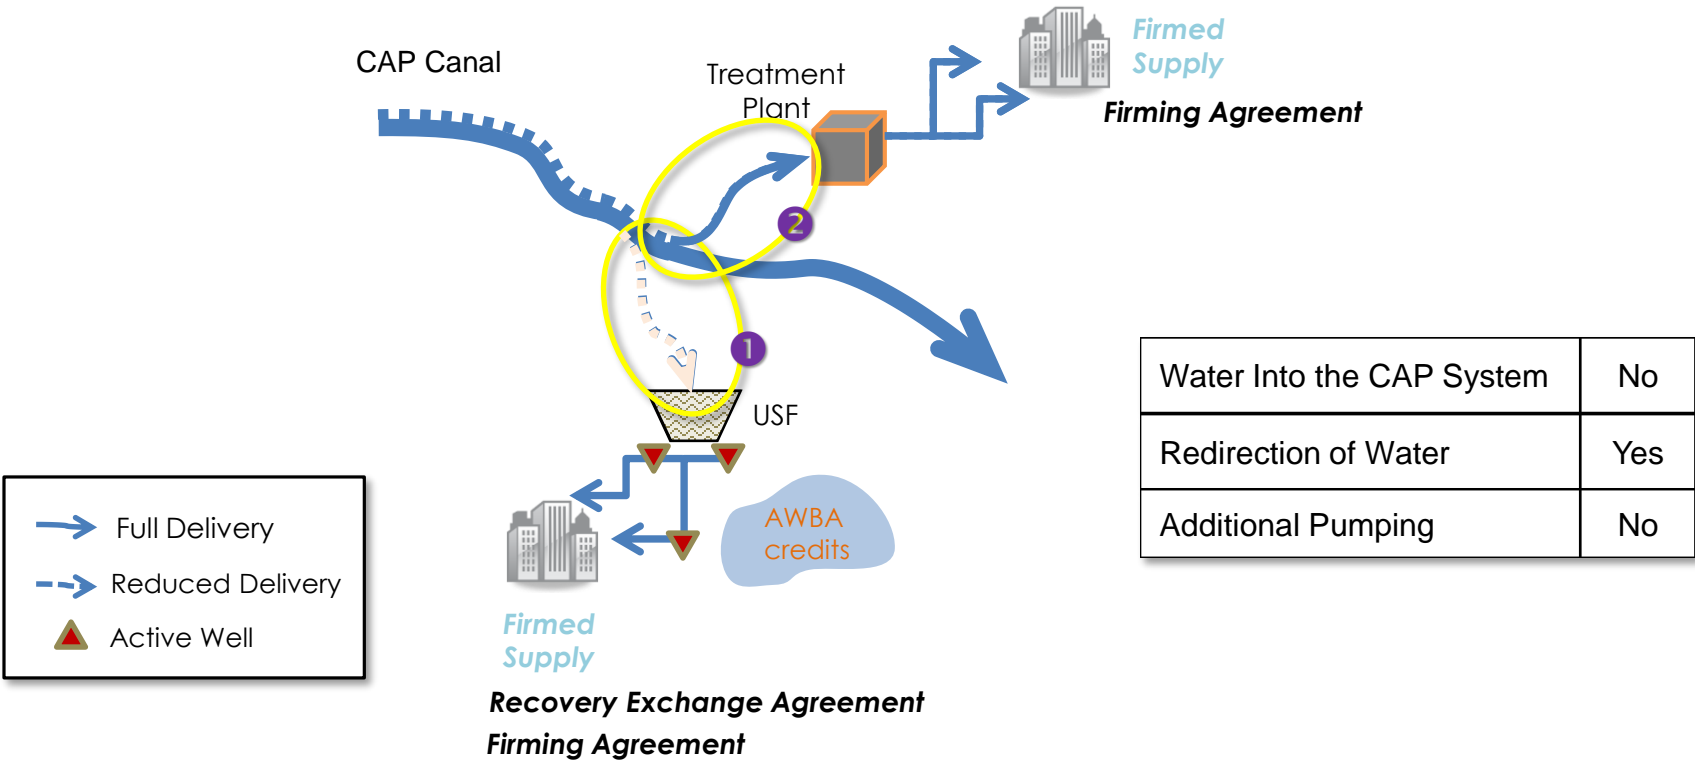 CAP Canal
Treatment
Plant
Firmed
Supply
Firming Agreement
2
1
USF
AWBA
credits
Firmed
Supply
Recovery Exchange Agreement
Firming Agreement
Full Delivery
Reduced Delivery
Active Well
Water Into the CAP System No
Redirection of Water Yes
Additional Pumping No